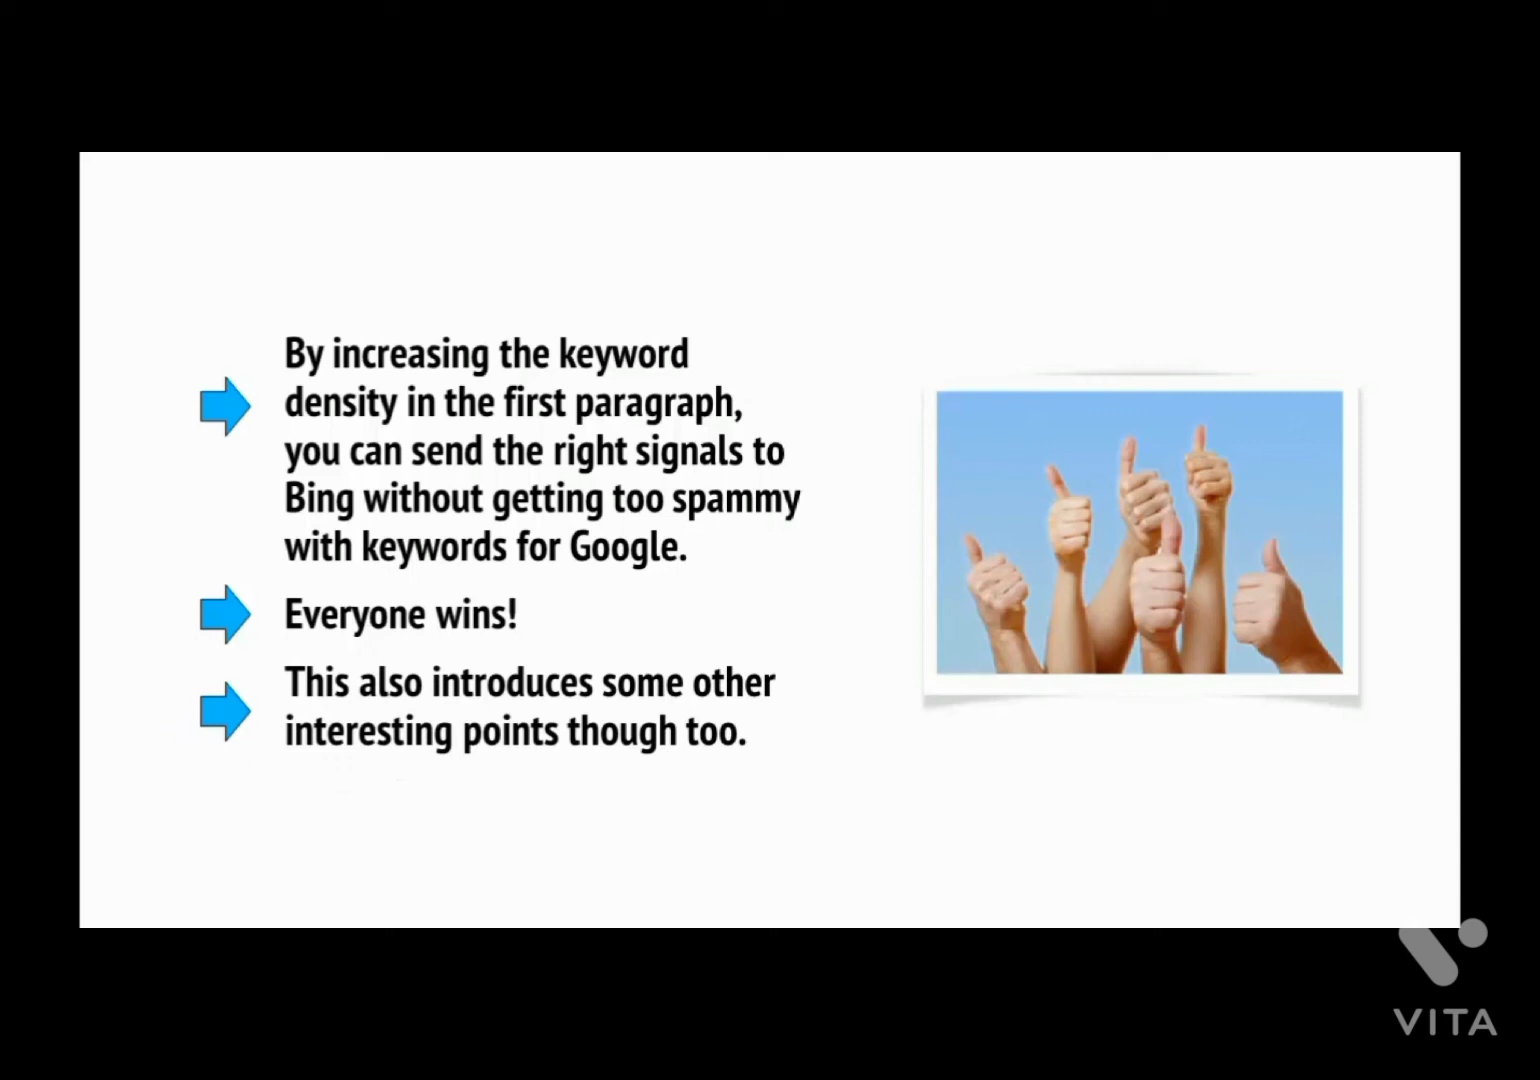 By increasing the keyword
density in the first paragraph,
you can send the right signals to
Bing without getting too spammy
with keywords for Google.
Everyone wins!
This also introduces some other
interesting points though too.
VITA